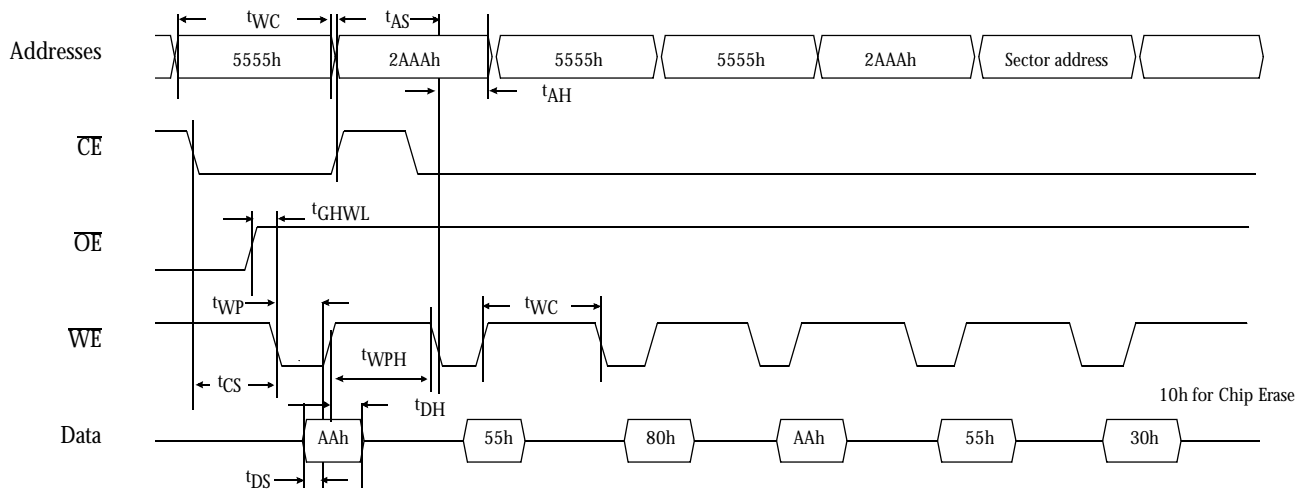 tWC tAS
Addresses 5555h 2AAAh 5555h 5555h 2AAAh Sector address
tAH
CE
tGHWL
OE
tWP tWC
WE
tWPH
tCS
tDH 10h for Chip Erase
Data AAh 55h 80h AAh 55h 30h
tDS